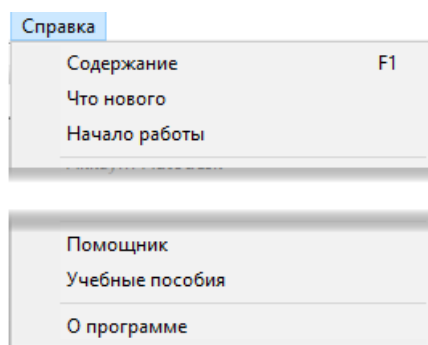 Справка
Содержание F1
Что нового
Начало работы
Помощник
Учебные пособия
О программе